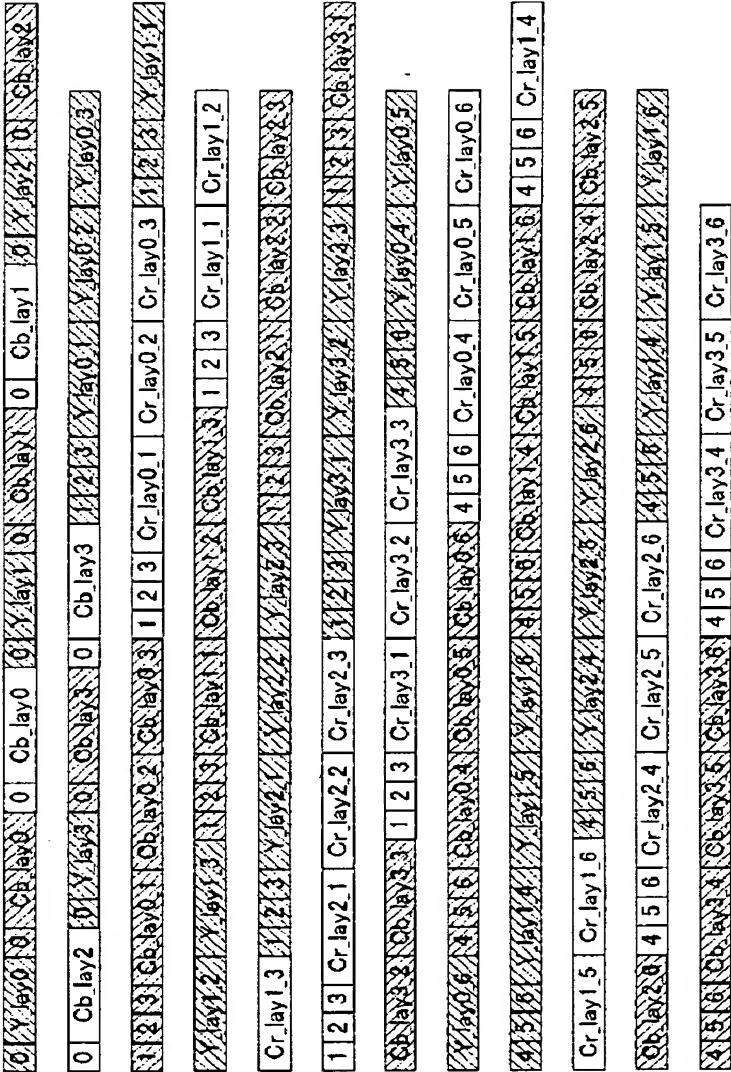 0 Y_lay0 0 Cb_lay0 0 Cb_lay0 0 Y_lay1 0 Cb_lay1 0 Cb_lay1 0 Y_lay2 0 Cb_lay2
0 Cb_lay2 0 Y_lay3 0 Cb_lay3 0 Cb_lay3 1 2 3 Y_lay0_1 Y_lay0_2 Y_lay0_3
1 2 3 Cb_lay0_1 Cb_lay0_2 Cb_lay0_3 1 2 3 Cr_lay0_1 Cr_lay0_2 Cr_lay0_3 1 2 3 Y_lay1_1
Y_lay1_2 Y_lay1_3 1 2 3 Cb_lay1_1 Cb_lay1_2 Cb_lay1_3 1 2 3 Cr_lay1_1 Cr_lay1_2
Cr_lay1_3 1 2 3 Y_lay2_1 Y_lay2_2 Y_lay2_3 1 2 3 Cb_lay2_1 Cb_lay2_2 Cb_lay2_3
1 2 3 Cr_lay2_1 Cr_lay2_2 Cr_lay2_3 1 2 3 Y_lay3_1 Y_lay3_2 Y_lay3_3 1 2 3 Cb_lay3_1
Cb_lay3_2 Cb_lay3_3 1 2 3 Cr_lay3_1 Cr_lay3_2 Cr_lay3_3 4 5 6 Y_lay0_4 Y_lay0_5
Y_lay0_6 4 5 6 Cb_lay0_4 Cb_lay0_5 Cb_lay0_6 4 5 6 Cr_lay0_4 Cr_lay0_5 Cr_lay0_6
4 5 6 Y_lay1_4 Y_lay1_5 Y_lay1_6 4 5 6 Cb_lay1_4 Cb_lay1_5 Cb_lay1_6 4 5 6 Cr_lay1_4
Cr_lay1_5 Cr_lay1_6 4 5 6 Y_lay2_4 Y_lay2_5 Y_lay2_6 4 5 6 Cb_lay2_4 Cb_lay2_5
Cb_lay2_6 4 5 6 Cr_lay2_4 Cr_lay2_5 Cr_lay2_6 4 5 6 Y_lay1_4 Y_lay1_5 Y_lay1_6
4 5 6 Cb_lay3_4 Cb_lay3_5 Cb_lay3_6 4 5 6 Cr_lay3_4 Cr_lay3_5 Cr_lay3_6